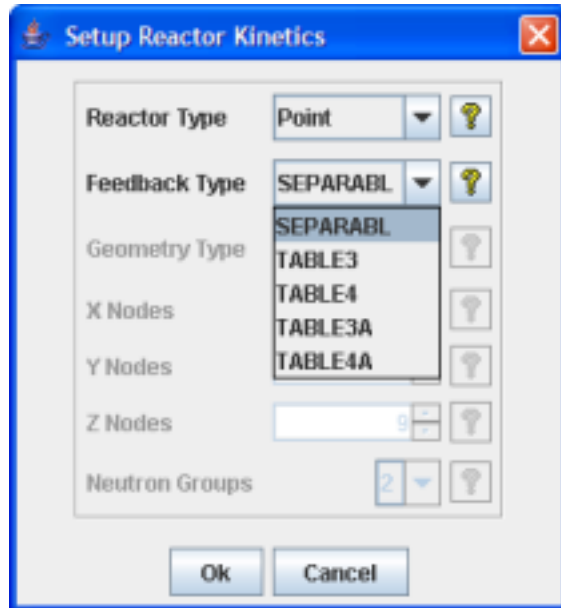 Setup Reactor Kinetics
Reactor Type Point
Feedback Type SEPARABL
SEPARABL
TABLE3
TABLE4
TABLE3A
TABLE4A
Geometry Type
X Nodes
Y Nodes
Z Nodes 9
Neutron Groups 2
Ok Cancel